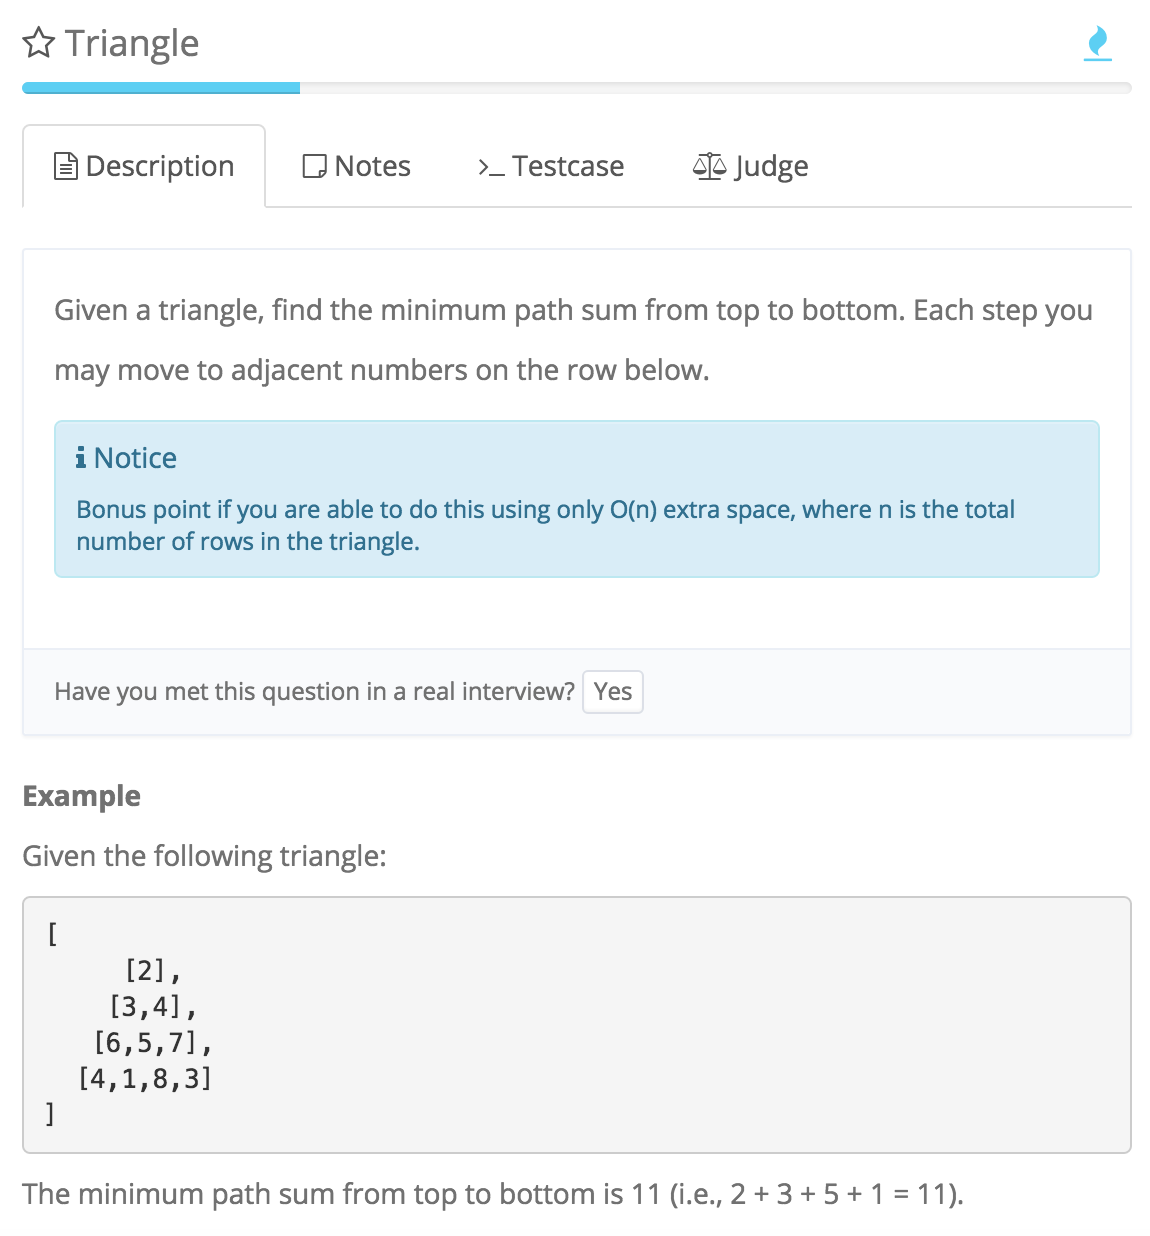 Triangle
Description
Notes
Testcase
Judge
Given a triangle, find the minimum path sum from top to bottom. Each step you
may move to adjacent numbers on the row below.
Notice
Bonus point if you are able to do this using only O(n) extra space, where n is the total
number of rows in the triangle.
Have you met this question in a real interview? Yes
Example
Given the following triangle:
[
     [2],
    [3,4],
   [6,5,7],
  [4,1,8,3]
]
The minimum path sum from top to bottom is 11 (i.e., 2 + 3 + 5 + 1 = 11).